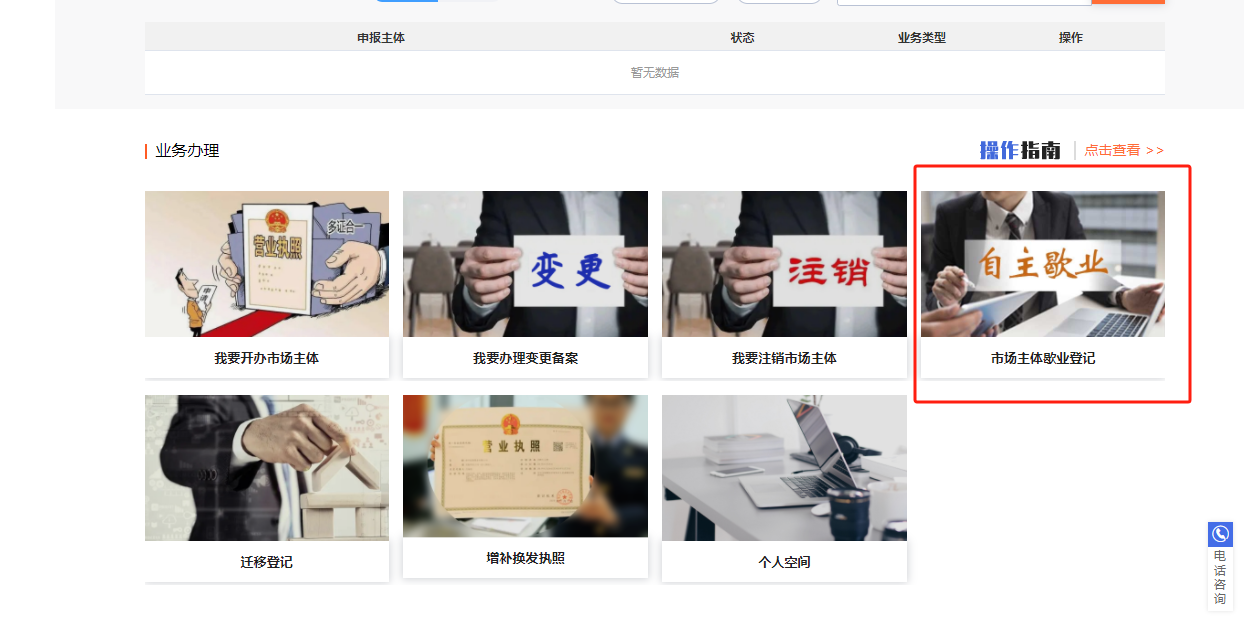 申报主体 状态 业务类型 操作
暂无数据
业务办理 操作指南 点击查看 >>
多证合一
营业执照
申请
变更
注销
自主歇业
我要开办市场主体 我要办理变更备案 我要注销市场主体 市场主体歇业登记
营业执照
迁移登记 增补换发执照 个人空间
电话咨询